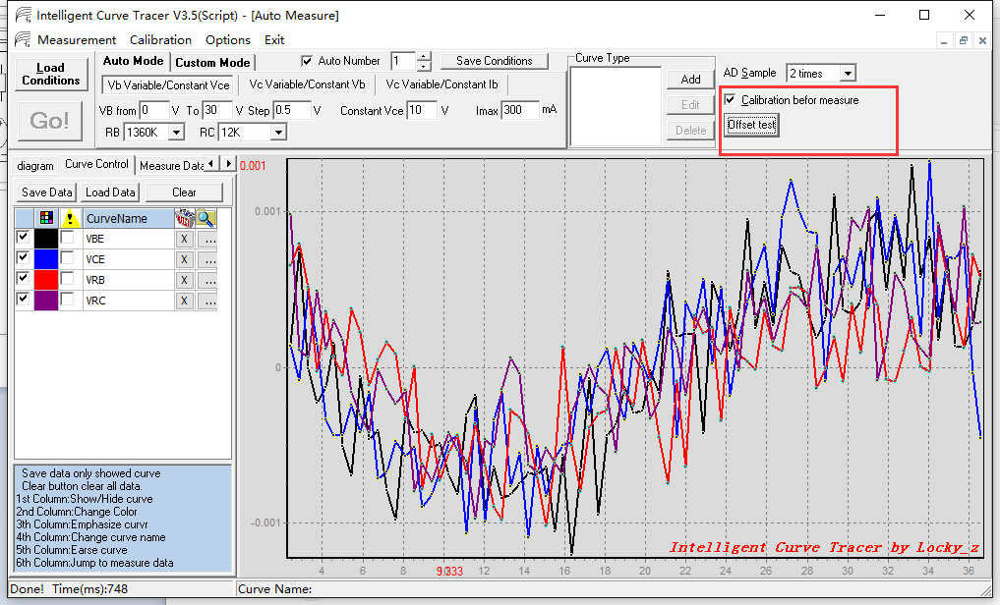 Intelligent Curve Tracer V3.5(Script) - [Auto Measure]
Measurement Calibration Options Exit
Load Conditions
Go!
Auto Mode Custom Mode
Auto Number 1 Save Conditions
Vb Variable/Constant Vce Vc Variable/Constant Vb Vc Variable/Constant Ib
VB from 0 V To 30 V Step 0.5 V Constant Vce 10 V Imax 300 mA
RB 1360K RC 12K
Curve Type
Add
Edit
Delete
AD Sample 2 times
Calibration befor measure
Offset test
diagram Curve Control Measure Data
Save Data Load Data Clear
CurveName
VBE X ...
VCE X ...
VRB X ...
VRC X ...
Save data only showed curve
Clear button clear all data.
1st Column:Show/Hide curve
2nd Column:Change Color
3th Column:Emphasize curvr
4th Column:Change curve name
5th Column:Earse curve
6th Column:Jump to measure data
0.001
0.001
0
-0.001
Intelligent Curve Tracer by Locky_z
4 6 8 9.333 12 14 16 18 20 22 24 26 28 30 32 34 36
Done! Time(ms):748
Curve Name: